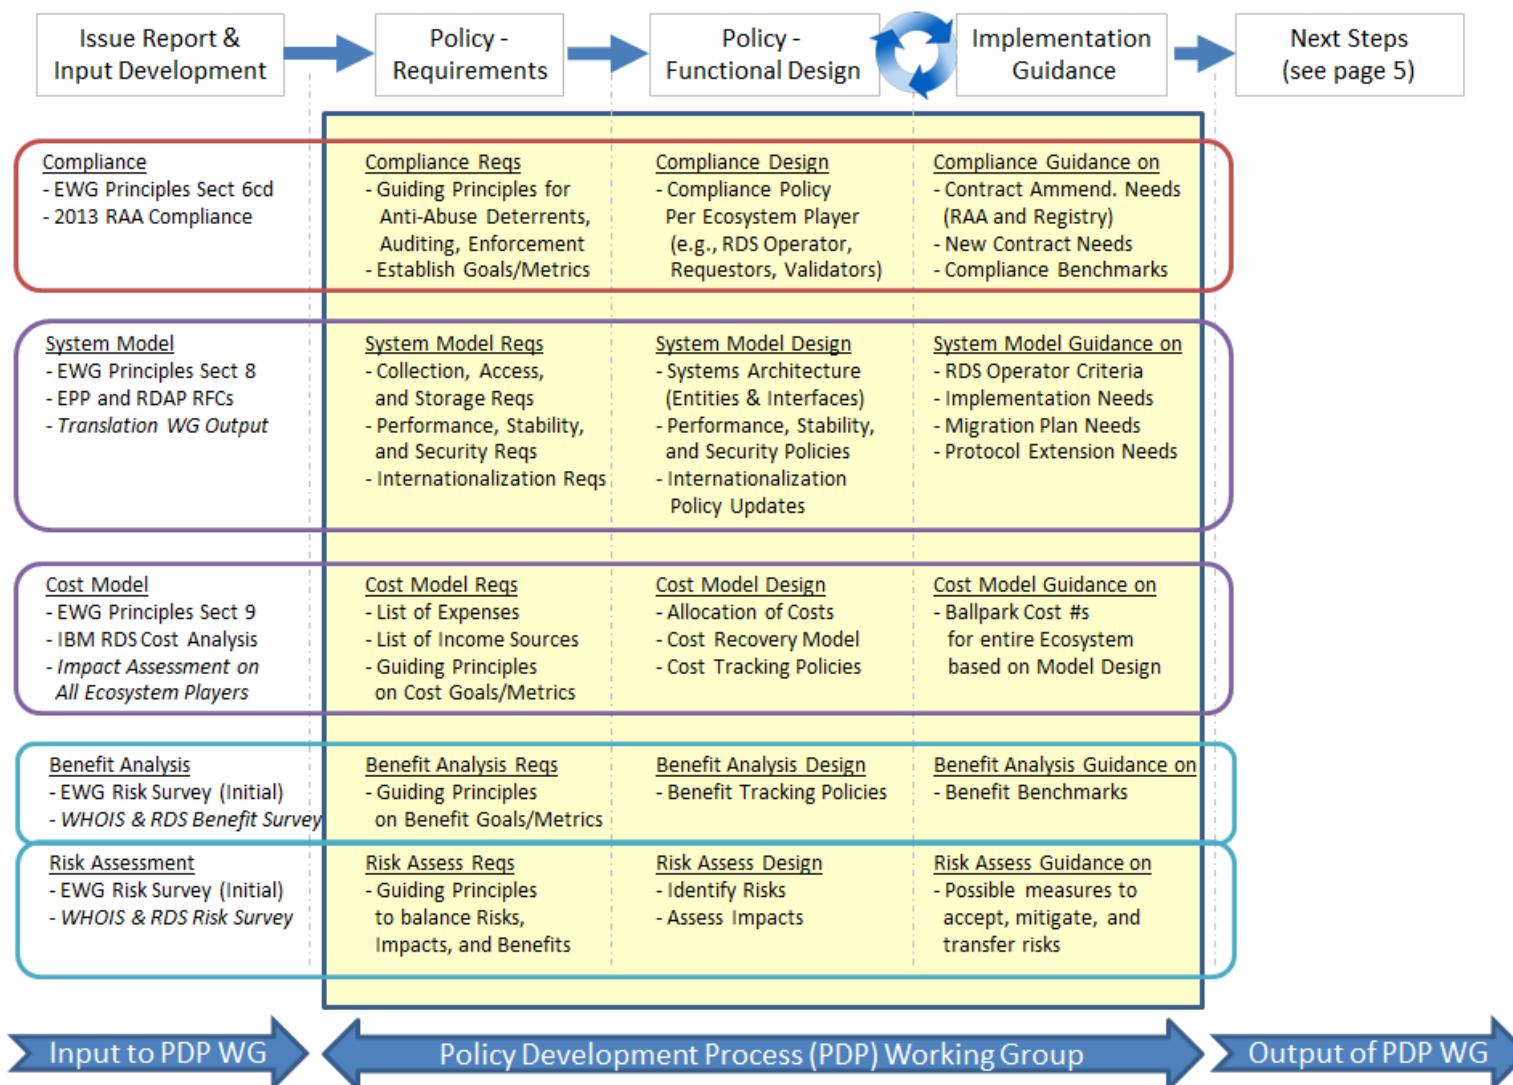 Issue Report &
Input Development
Policy -
Requirements
Policy -
Functional Design
Implementation
Guidance
Next Steps
(see page 5)
Compliance
- EWG Principles Sect 6cd
- 2013 RAA Compliance
Compliance Reqs
- Guiding Principles for
Anti-Abuse Deterrents,
Auditing, Enforcement
- Establish Goals/Metrics
Compliance Design
- Compliance Policy
Per Ecosystem Player
(e.g., RDS Operator,
Requestors, Validators)
Compliance Guidance on
- Contract Ammend. Needs
(RAA and Registry)
- New Contract Needs
- Compliance Benchmarks
System Model
- EWG Principles Sect 8
- EPP and RDAP RFCs
- Translation WG Output
System Model Reqs
- Collection, Access,
and Storage Reqs
- Performance, Stability,
and Security Reqs
- Internationalization Reqs
System Model Design
- Systems Architecture
(Entities & Interfaces)
- Performance, Stability,
and Security Policies
- Internationalization
Policy Updates
System Model Guidance on
- RDS Operator Criteria
- Implementation Needs
- Migration Plan Needs
- Protocol Extension Needs
Cost Model
- EWG Principles Sect 9
- IBM RDS Cost Analysis
- Impact Assessment on
All Ecosystem Players
Cost Model Reqs
- List of Expenses
- List of Income Sources
- Guiding Principles
on Cost Goals/Metrics
Cost Model Design
- Allocation of Costs
- Cost Recovery Model
- Cost Tracking Policies
Cost Model Guidance on
- Ballpark Cost #s
for entire Ecosystem
based on Model Design
Benefit Analysis
- EWG Risk Survey (Initial)
- WHOIS & RDS Benefit Survey
Benefit Analysis Reqs
- Guiding Principles
on Benefit Goals/Metrics
Benefit Analysis Design
- Benefit Tracking Policies
Benefit Analysis Guidance on
- Benefit Benchmarks
Risk Assessment
- EWG Risk Survey (Initial)
- WHOIS & RDS Risk Survey
Risk Assess Reqs
- Guiding Principles
to balance Risks,
Impacts, and Benefits
Risk Assess Design
- Identify Risks
- Assess Impacts
Risk Assess Guidance on
- Possible measures to
accept, mitigate, and
transfer risks
Input to PDP WG
Policy Development Process (PDP) Working Group
Output of PDP WG